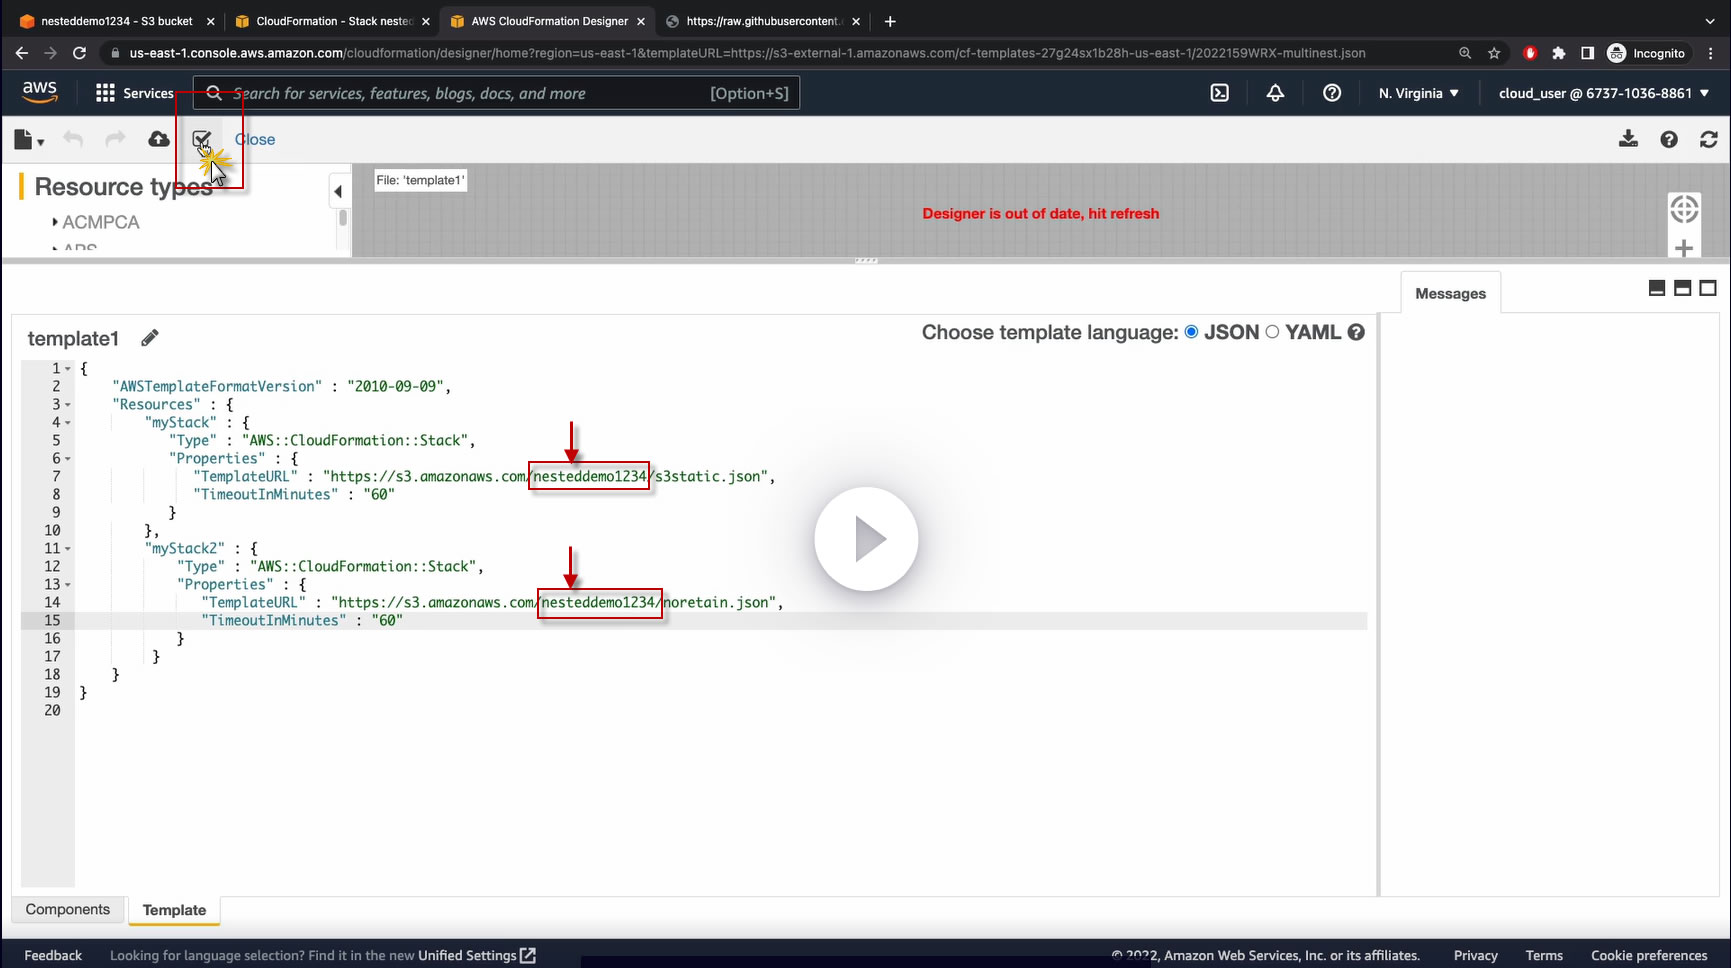 nesteddemo1234 - S3 bucket
CloudFormation - Stack nested
AWS CloudFormation Designer
https://raw.githubusercontent.
us-east-1.console.aws.amazon.com/cloudformation/designer/home?region=us-east-1&templateURL=https://s3-external-1.amazonaws.com/cf-templates-27g24sx1b28h-us-east-1/2022159WRX-multinest.json
Incognito
aws
Services
Search for services, features, blogs, docs, and more
[Option+S]
N. Virginia
cloud_user @ 6737-1036-8861
Close
Resource types
ACMPCA
File: 'template1'
Designer is out of date, hit refresh
Messages
template1
Choose template language: JSON YAML
1 {
2 "AWSTemplateFormatVersion" : "2010-09-09",
3 "Resources" : {
4 "myStack" : {
5 "Type" : "AWS::CloudFormation::Stack",
6 "Properties" : {
7 "TemplateURL" : "https://s3.amazonaws.com/nesteddemo1234/s3static.json",
8 "TimeoutInMinutes" : "60"
9 }
10 },
11 "myStack2" : {
12 "Type" : "AWS::CloudFormation::Stack",
13 "Properties" : {
14 "TemplateURL" : "https://s3.amazonaws.com/nesteddemo1234/noretain.json",
15 "TimeoutInMinutes" : "60"
16 }
17 }
18 }
19 }
20
Components
Template
Feedback
Looking for language selection? Find it in the new Unified Settings
© 2022, Amazon Web Services, Inc. or its affiliates.
Privacy
Terms
Cookie preferences